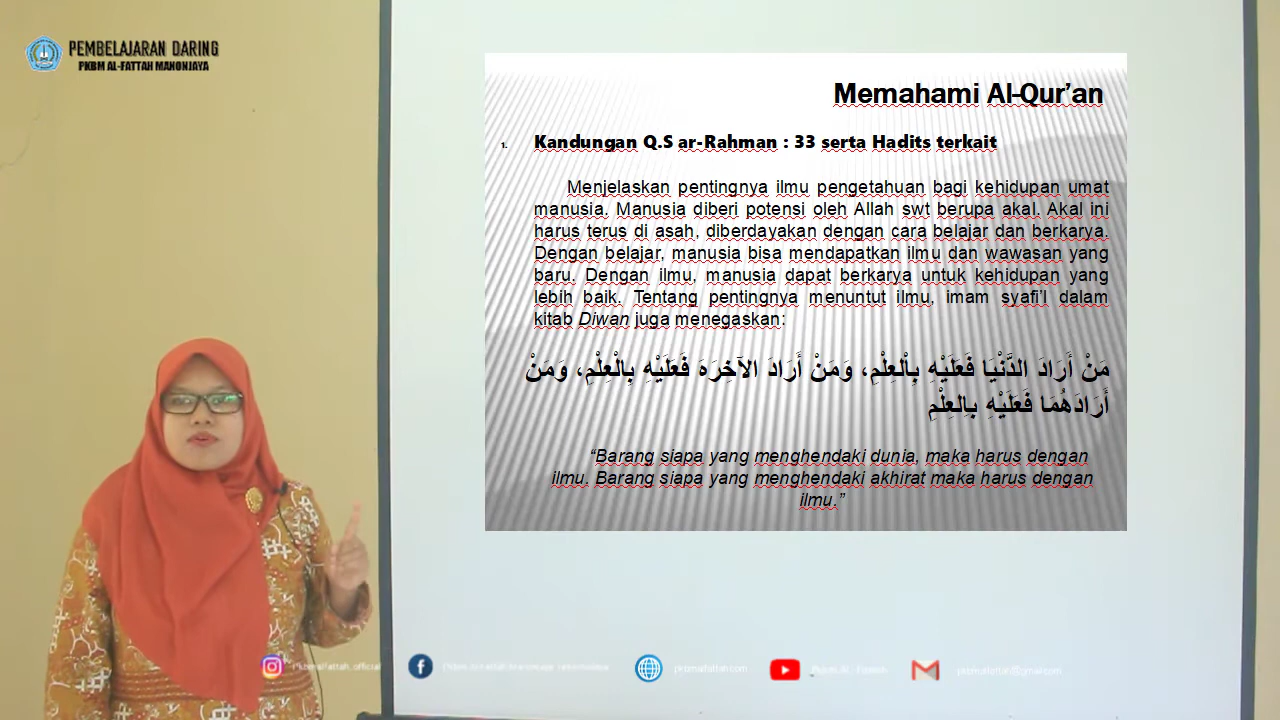 PEMBELAJARAN DARING
PKBM AL-FATTAH MANONJAYA
Memahami Al-Qur'an
1. Kandungan Q.S ar-Rahman : 33 serta Hadits terkait
Menjelaskan pentingnya ilmu pengetahuan bagi kehidupan umat
manusia. Manusia diberi potensi oleh Allah swt berupa akal. Akal ini
harus terus di asah, diberdayakan dengan cara belajar dan berkarya.
Dengan belajar, manusia bisa mendapatkan ilmu dan wawasan yang
baru. Dengan ilmu, manusia dapat berkarya untuk kehidupan yang
lebih baik. Tentang pentingnya menuntut ilmu, imam syafi'I dalam
kitab Diwan juga menegaskan:
مَنْ أَرَادَ الدَّنْيَا فَعَلَيْهِ بِاْلعِلْمِ، وَمَنْ أَرَادَ الآخِرَهَ فَعَلَيْهِ بِالْعِلْمِ، وَمَنْ
أَرَادَهُمَا فَعَلَيْهِ بِالعِلْمِ
“Barang siapa yang menghendaki dunia, maka harus dengan
ilmu. Barang siapa yang menghendaki akhirat maka harus dengan
ilmu.”
pkbmalfattah.com